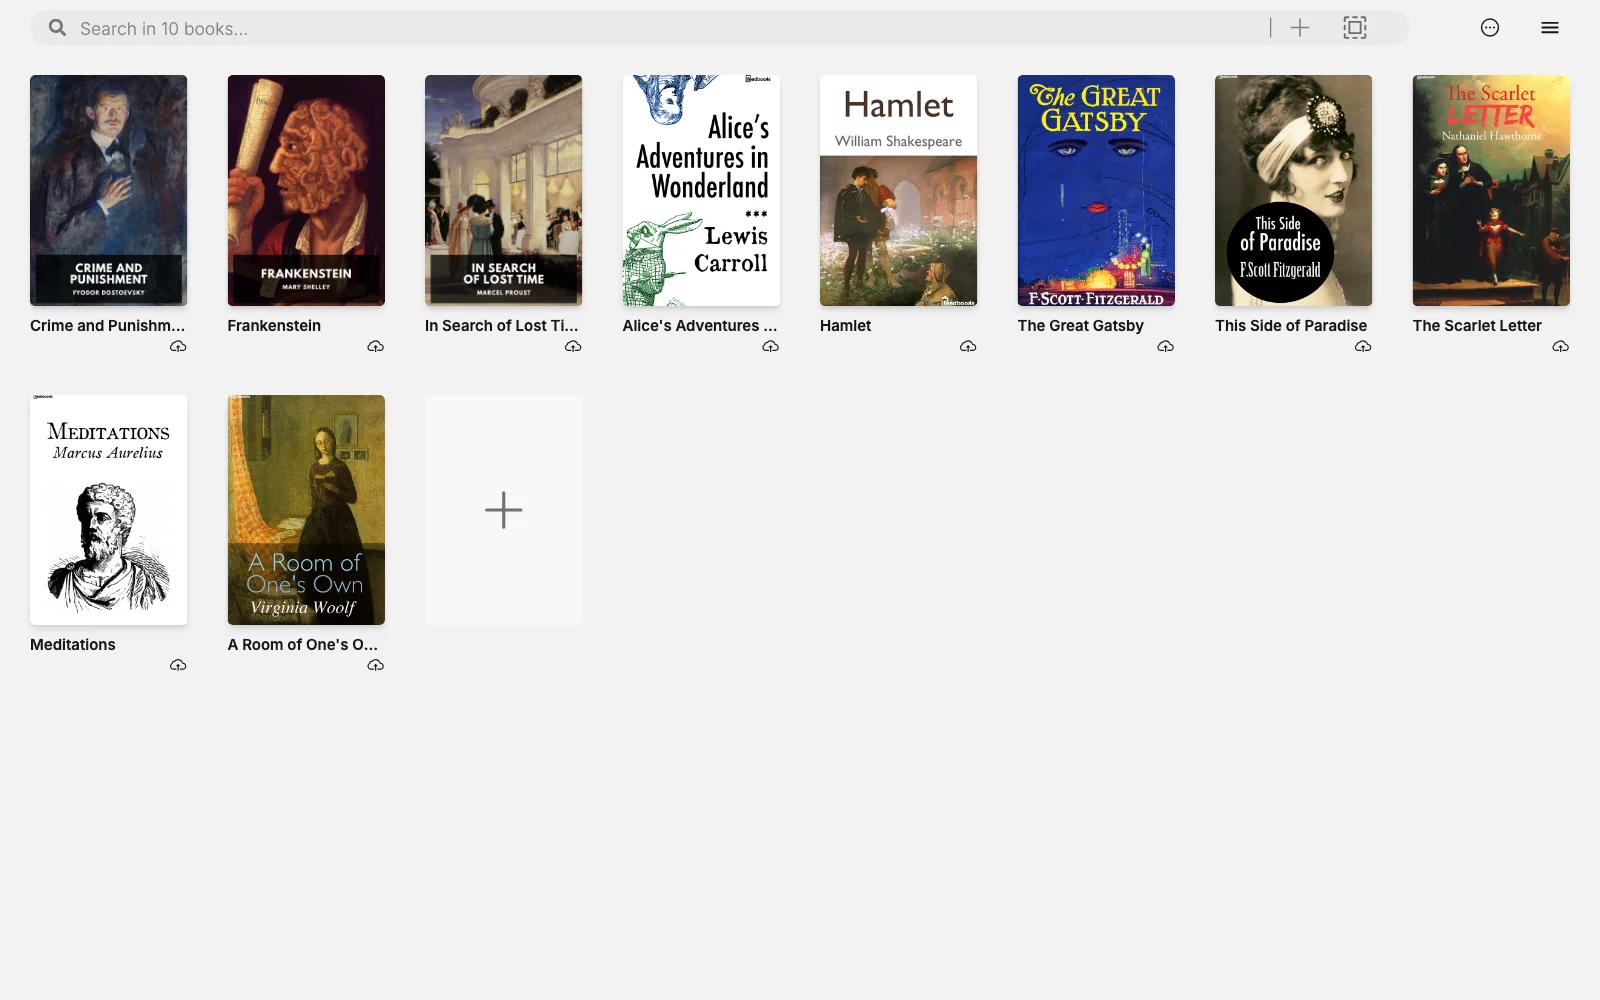 Search in 10 books...
CRIME AND
PUNISHMENT
FYODOR DOSTOEVSKY
FRANKENSTEIN
MARY SHELLEY
IN SEARCH
OF LOST TIME
MARCEL PROUST
feedbooks
Alice's
Adventures in
Wonderland
***
Lewis
Carroll
Hamlet
William Shakespeare
feedbooks
The GREAT
GATSBY
F·SCOTT·FITZGERALD
This Side
of Paradise
F. Scott Fitzgerald
The Scarlet
LETTER
Nathaniel Hawthorne
Crime and Punishm...
Frankenstein
In Search of Lost Ti...
Alice's Adventures ...
Hamlet
The Great Gatsby
This Side of Paradise
The Scarlet Letter
MEDITATIONS
Marcus Aurelius
A Room of
One's Own
Virginia Woolf
Meditations
A Room of One's O...